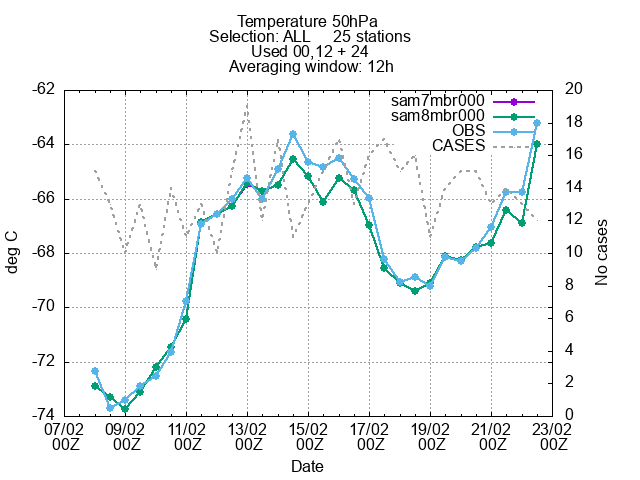 Temperature 50hPa
Selection: ALL 25 stations
Used 00,12 + 24
Averaging window: 12h
-62
-64
-66
-68
-70
-72
-74
deg C
20
18
16
14
12
10
8
6
4
2
0
No cases
sam7mbr000
sam8mbr000
OBS
CASES
07/02 09/02 11/02 13/02 15/02 17/02 19/02 21/02 23/02
00Z 00Z 00Z 00Z 00Z 00Z 00Z 00Z 00Z
Date